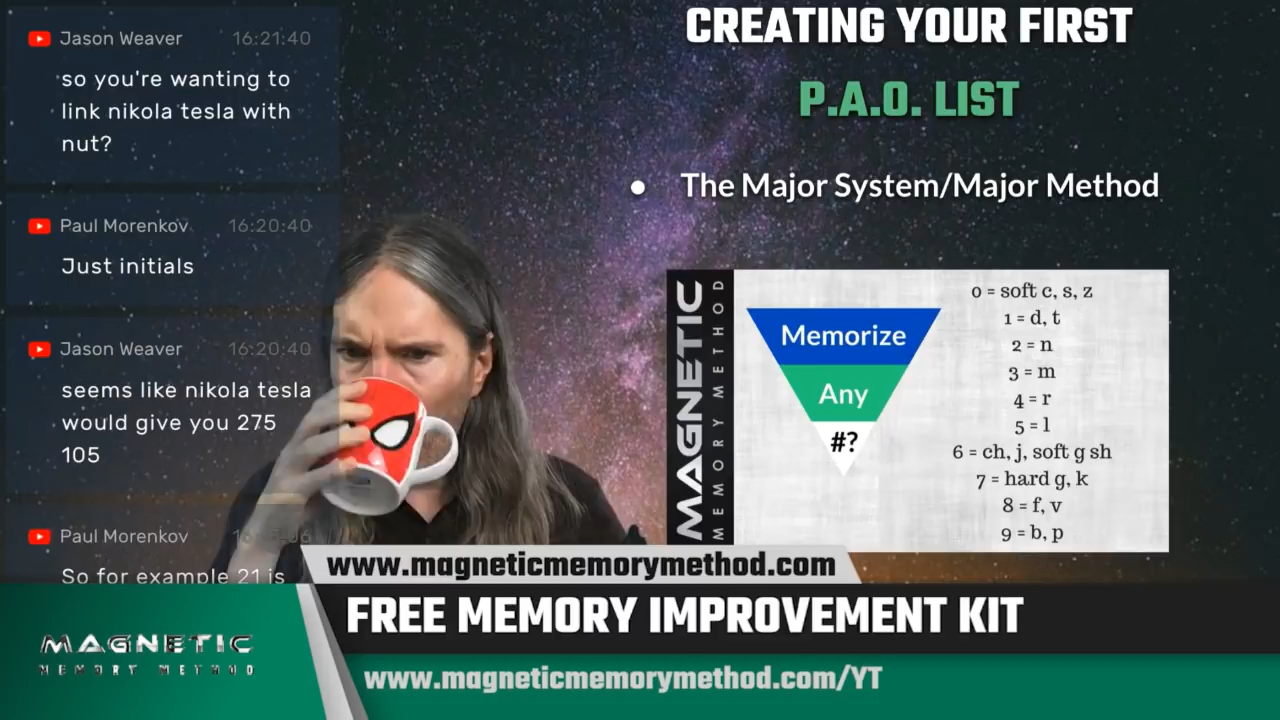 Jason Weaver 16:21:40
so you're wanting to
link nikola tesla with
nut?
Paul Morenkov 16:20:40
Just initials
Jason Weaver 16:20:40
seems like nikola tesla
would give you 275
105
Paul Morenkov
So for example 21 is
CREATING YOUR FIRST
P.A.O. LIST
• The Major System/Major Method
MAGNETIC
MEMORY METHOD
Memorize
Any
#?
0 = soft c, s, z
1 = d, t
2 = n
3 = m
4 = r
5 = l
6 = ch, j, soft g sh
7 = hard g, k
8 = f, v
9 = b, p
www.magneticmemorymethod.com
FREE MEMORY IMPROVEMENT KIT
www.magneticmemorymethod.com/YT
MAGNETIC
MEMORY METHOD